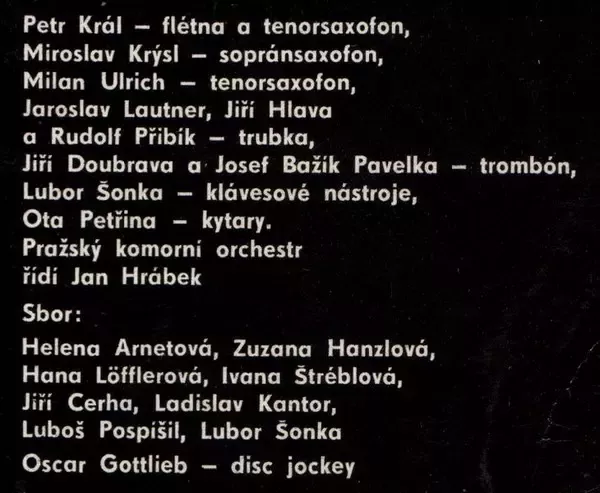 Petr Král – flétna a tenorsaxofon,
Miroslav Krýsl – sopránsaxofon,
Milan Ulrich – tenorsaxofon,
Jaroslav Lautner, Jiří Hlava
a Rudolf Přibík – trubka,
Jiří Doubrava a Josef Bažík Pavelka – trombón,
Lubor Šonka – klávesové nástroje,
Ota Petřina – kytary.
Pražský komorní orchestr
řídí Jan Hrábek
Sbor:
Helena Arnetová, Zuzana Hanzlová,
Hana Löfflerová, Ivana Štréblová,
Jiří Cerha, Ladislav Kantor,
Luboš Pospíšil, Lubor Šonka
Oscar Gottlieb – disc jockey